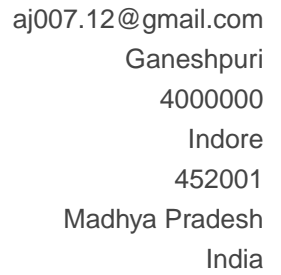 aj007.12@gmail.com
Ganeshpuri
4000000
Indore
452001
Madhya Pradesh
India